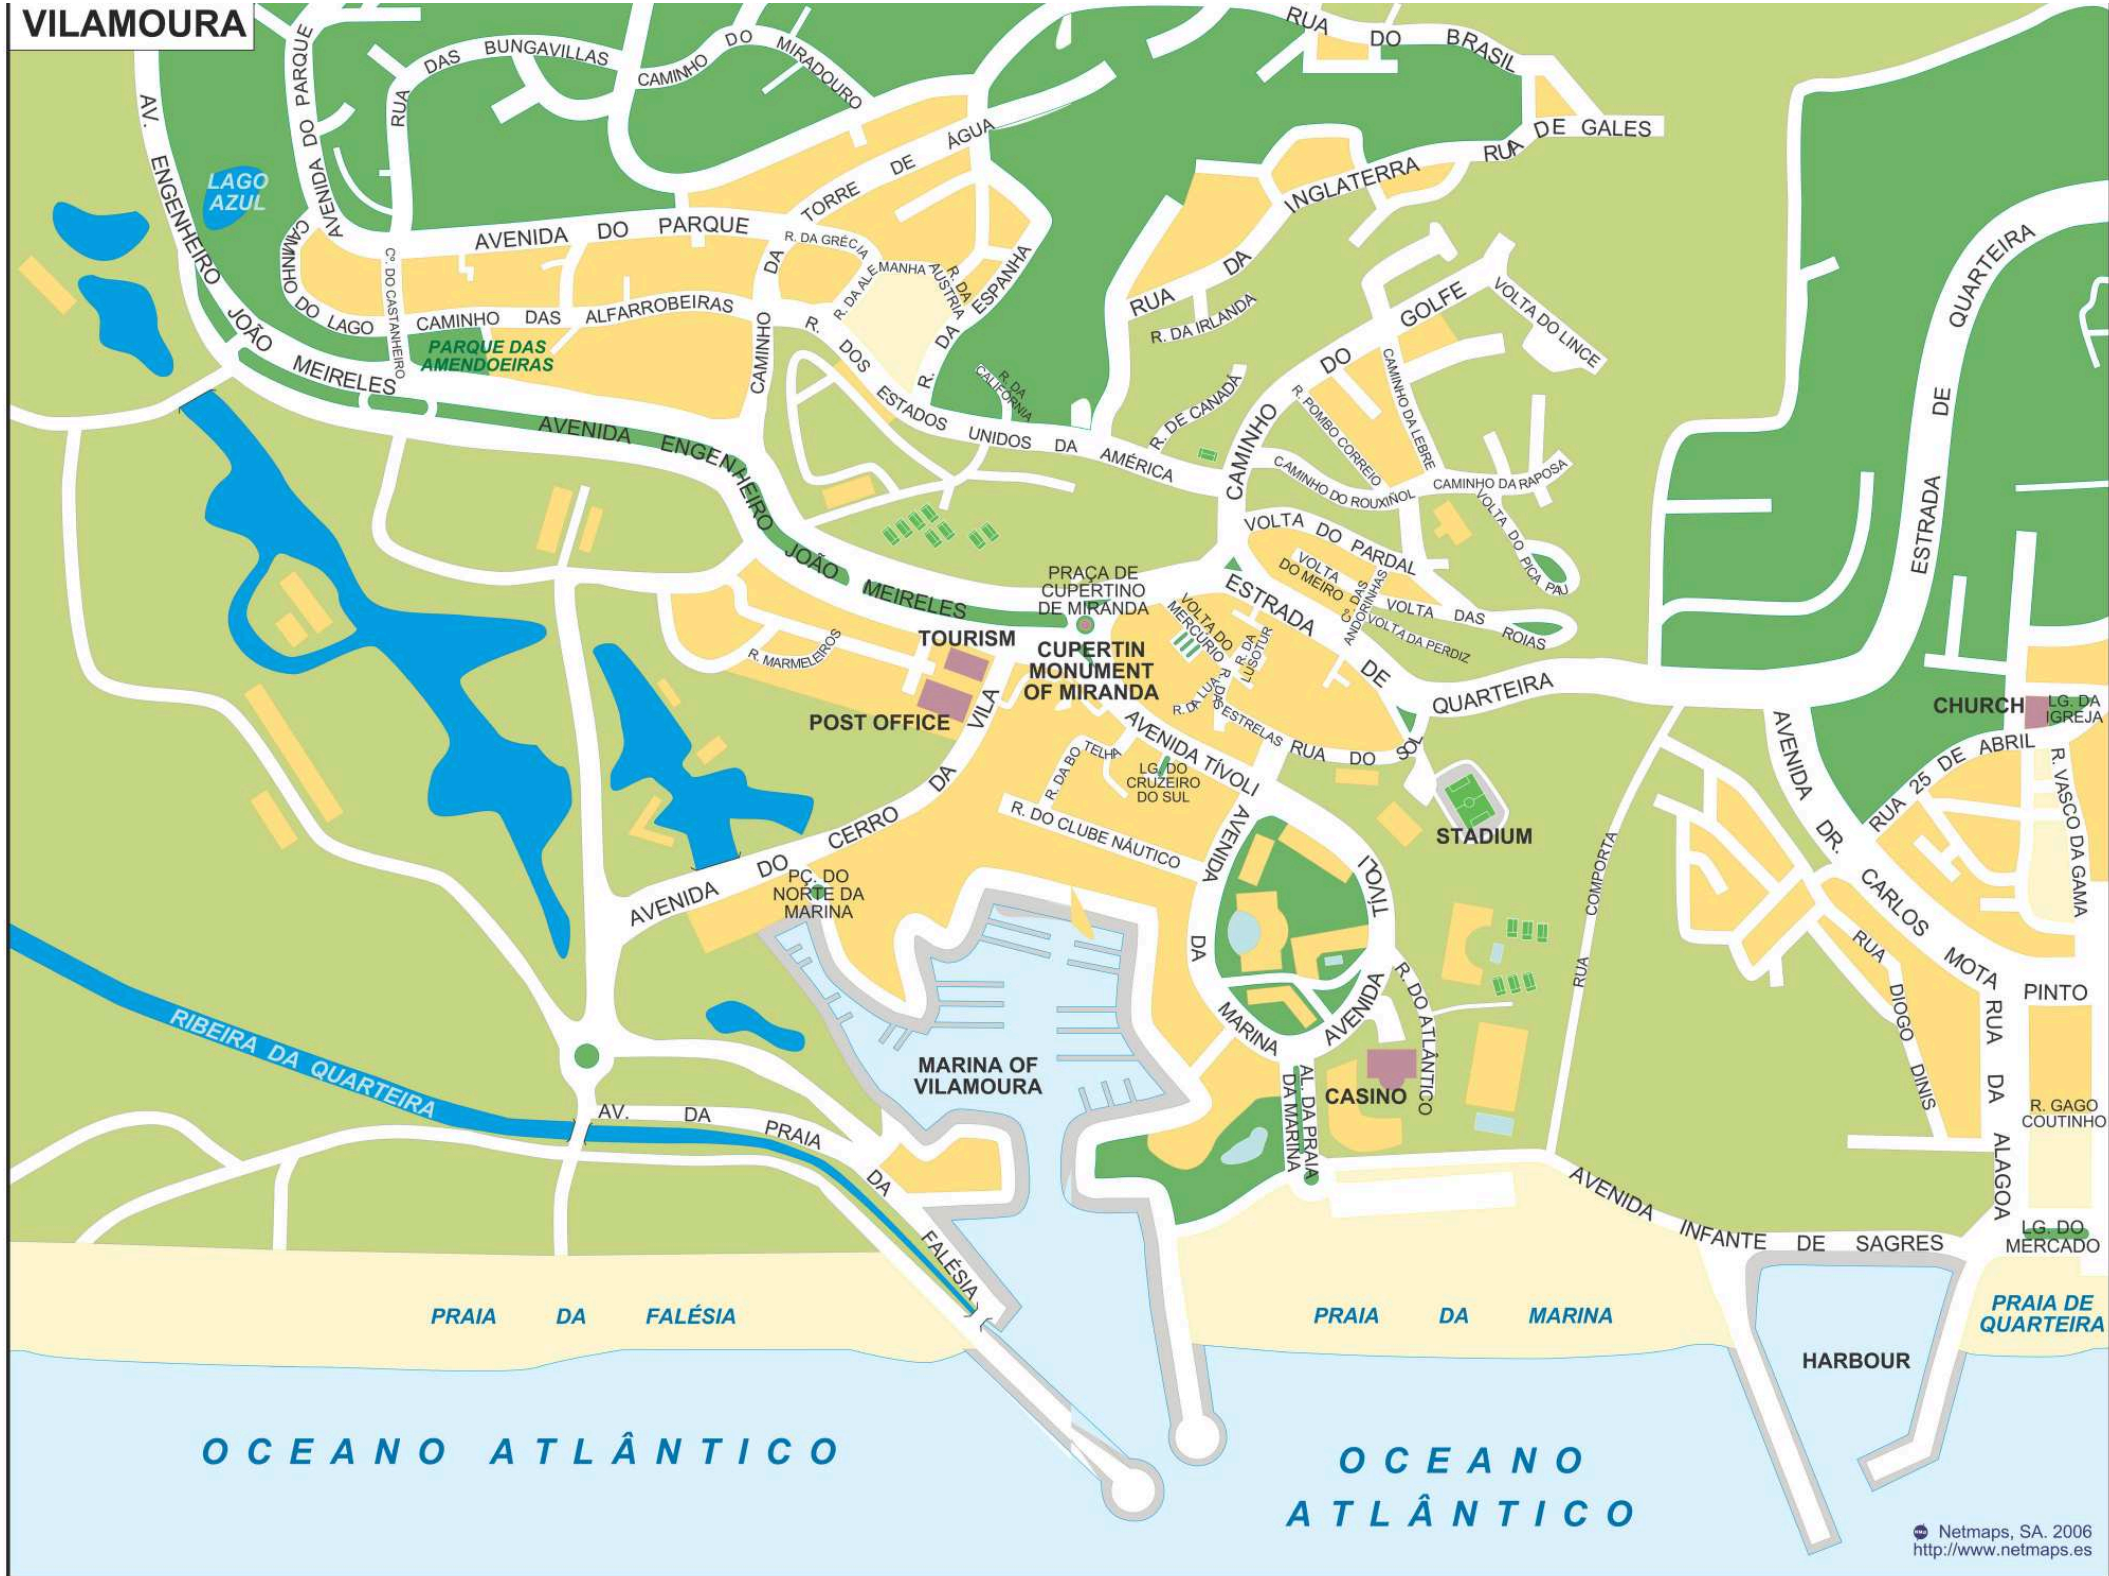 VILAMOURA
AV. ENGENHEIRO JOÃO MEIRELES
AVENIDA DO PARQUE
RUA DAS BUNGAVILLAS
CAMINHO DO MIRADOURO
RUA DO BRASIL
RUA DE GALES
LAGO
AZUL
AVENIDA DO PARQUE
TORRE DE ÁGUA
RUA DA INGLATERRA
CAMINHO DO LAGO
Cº. DO CASTANHEIRO
CAMINHO DAS ALFARROBEIRAS
PARQUE DAS
AMENDOEIRAS
CAMINHO DA
R. DA GRÉCIA
R. DA ALEMANHA
R. DA
AUSTRIA
R. DA ESPANHA
R. DA
CALIFÓRNIA
R. DOS ESTADOS UNIDOS DA AMÉRICA
R. DA IRLANDA
R. DE CANADÁ
CAMINHO DO GOLFE
VOLTA DO LINCE
CAMINHO DA LEBRE
R. POMBO CORREIO
CAMINHO DO ROUXIÑOL
CAMINHO DA RAPOSA
VOLTA DO PICA PAU
VOLTA DO PARDAL
VOLTA
DO MEIRO
Cº. DAS
ANDORINHAS
VOLTA DAS ROIAS
VOLTA DA PERDIZ
ESTRADA DE QUARTEIRA
ESTRADA DE QUARTEIRA
AVENIDA ENGENHEIRO JOÃO MEIRELES
PRAÇA DE
CUPERTINO
DE MIRANDA
CUPERTIN
MONUMENT
OF MIRANDA
TOURISM
POST OFFICE
R. MARMELEIROS
VOLTA DO
MERCURIO
R. DA
LUSOTUR
R. DA LUA
R. DAS ESTRELAS
RUA DO SOL
AVENIDA TÍVOLI
R. DA BOTELHA
LG. DO
CRUZEIRO
DO SUL
R. DO CLUBE NÁUTICO
AVENIDA DO CERRO DA VILA
PÇ. DO
NORTE DA
MARINA
STADIUM
CHURCH
LG. DA
IGREJA
RUA 25 DE ABRIL
R. VASCO DA GAMA
AVENIDA DR. CARLOS MOTA PINTO
RUA COMPORTA
RUA DIOGO DINIS
RUA DA ALAGOA
R. GAGO
COUTINHO
LG. DO
MERCADO
AVENIDA DA MARINA
AVENIDA TÍVOLI
R. DO ATLÂNTICO
CASINO
AL. DA PRAIA
DA MARINA
MARINA OF
VILAMOURA
RIBEIRA DA QUARTEIRA
AV. DA PRAIA DA FALÉSIA
AVENIDA INFANTE DE SAGRES
PRAIA DA FALÉSIA
PRAIA DA MARINA
PRAIA DE
QUARTEIRA
HARBOUR
OCEANO ATLÂNTICO
OCEANO
ATLÂNTICO
Netmaps, SA. 2006
http://www.netmaps.es